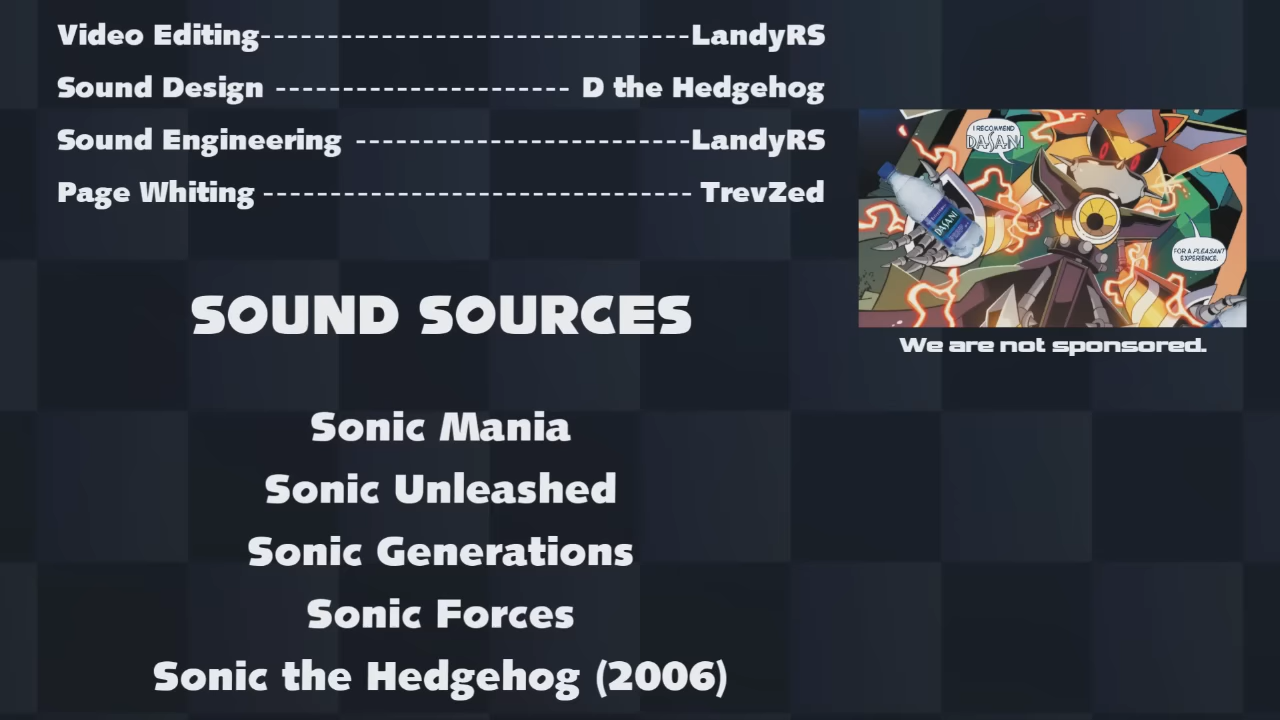 Video Editing--------------------------------LandyRS
Sound Design ---------------------- D the Hedgehog
Sound Engineering -------------------------LandyRS
Page Whiting -------------------------------- TrevZed
I RECOMMEND
DASANI
DASANI
FOR A PLEASANT
EXPERIENCE.
We are not sponsored.
SOUND SOURCES
Sonic Mania
Sonic Unleashed
Sonic Generations
Sonic Forces
Sonic the Hedgehog (2006)